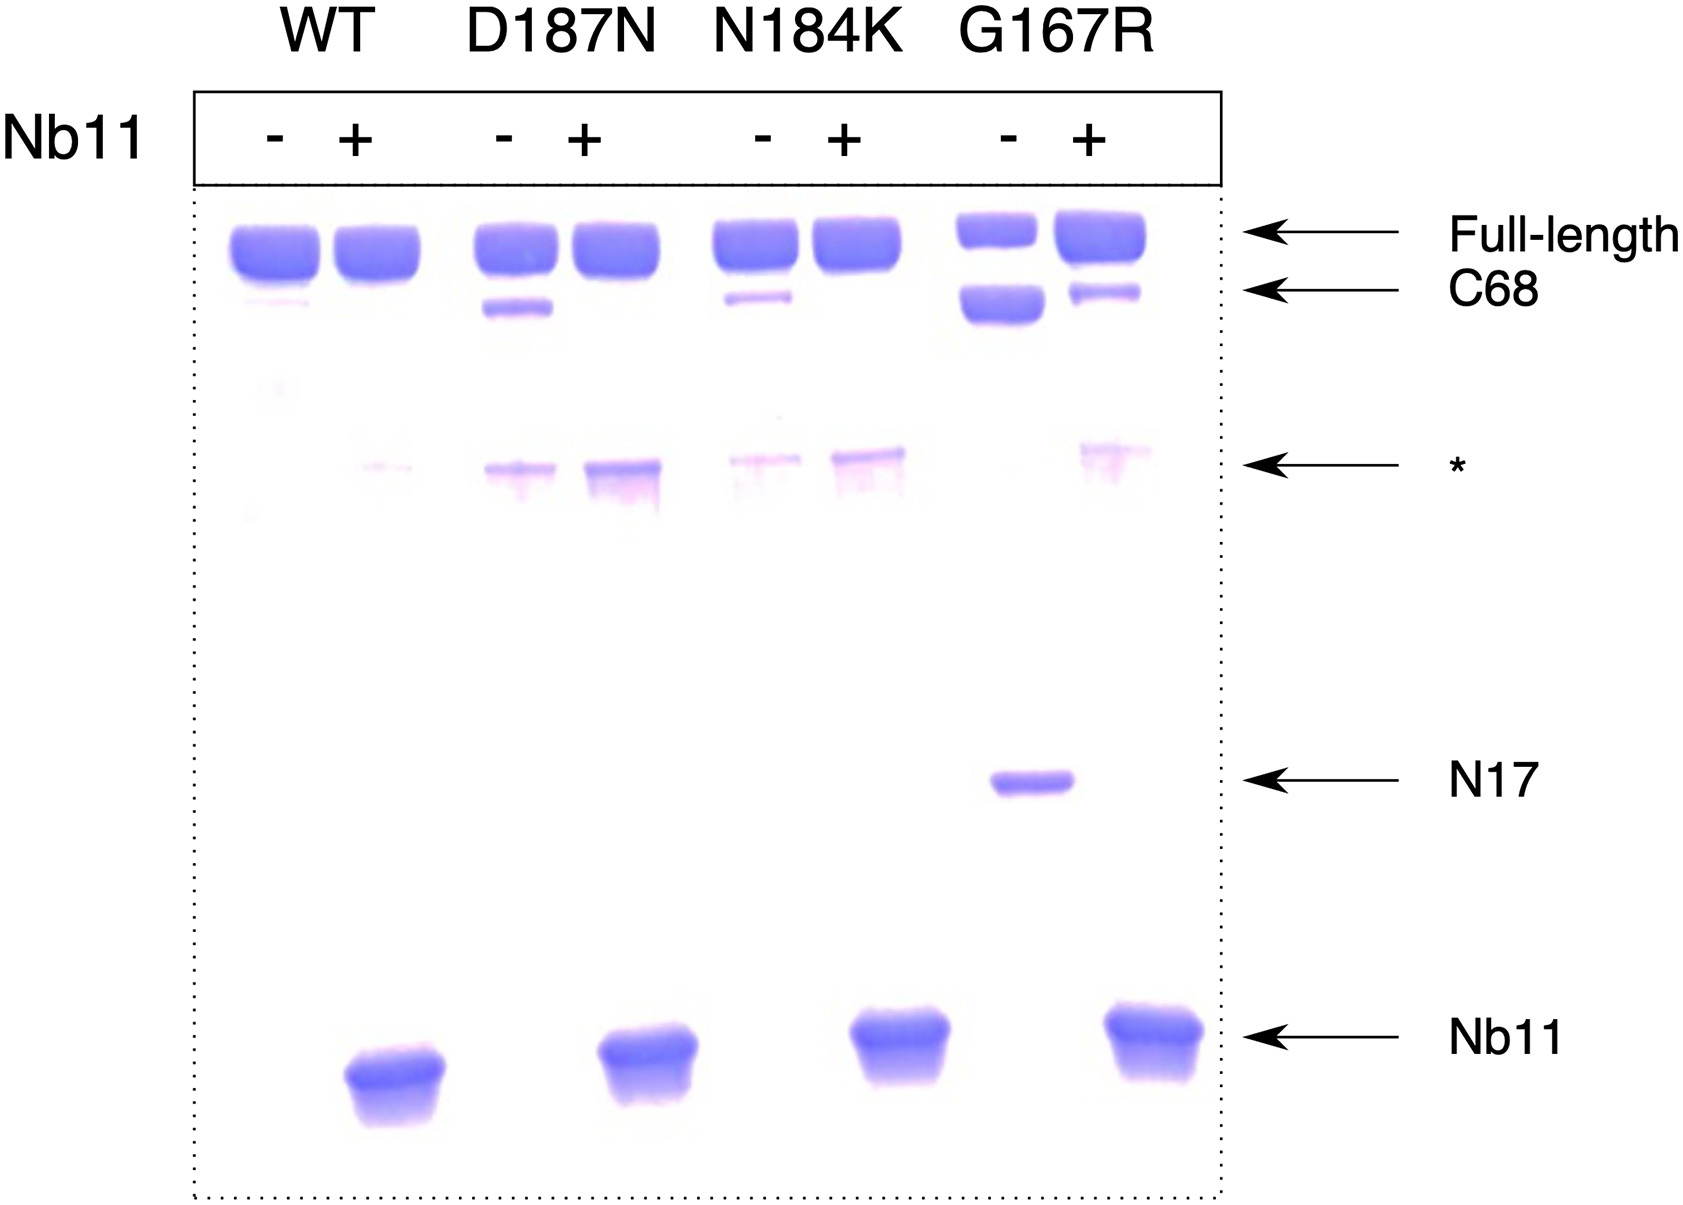 WT D187N N184K G167R
Nb11 - + - + - + - +
Full-length
C68
*
N17
Nb11